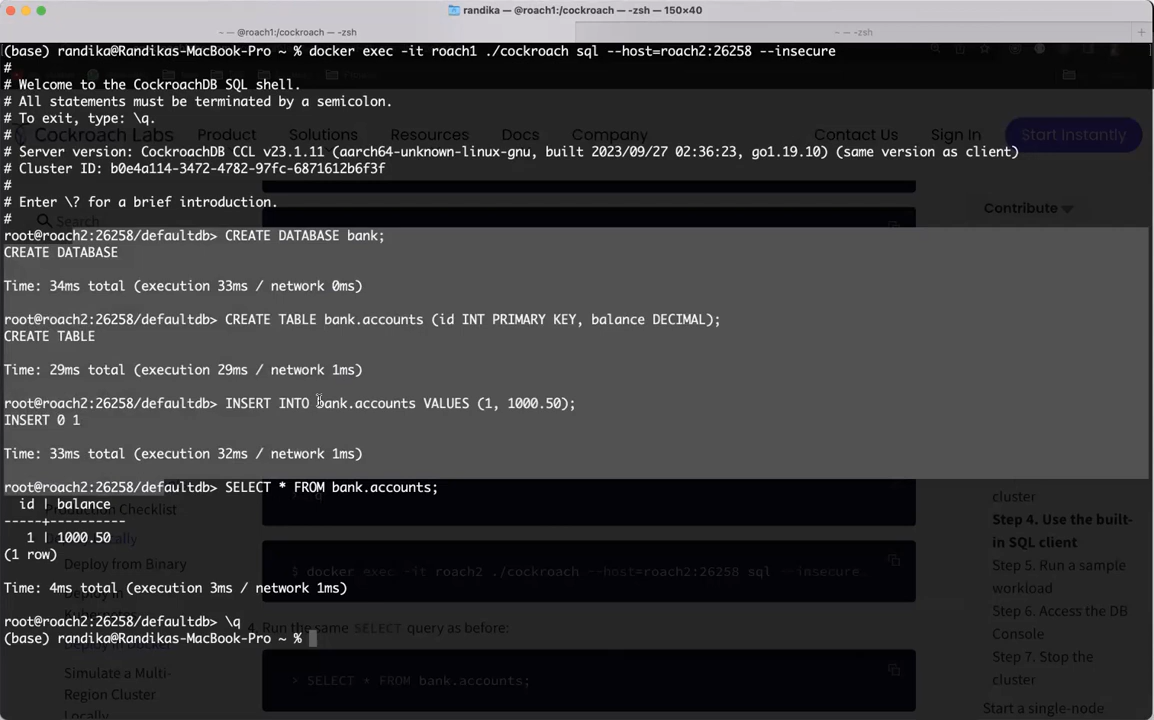 randika — @roach1:/cockroach — -zsh — 150×40
~ — @roach1:/cockroach — -zsh
~ — -zsh
(base) randika@Randikas-MacBook-Pro ~ % docker exec -it roach1 ./cockroach sql --host=roach2:26258 --insecure
#
# Welcome to the CockroachDB SQL shell.
# All statements must be terminated by a semicolon.
# To exit, type: \q.
#
Cockroach Labs Product Solutions Resources Docs Company Contact Us Sign In Start Instantly
# Server version: CockroachDB CCL v23.1.11 (aarch64-unknown-linux-gnu, built 2023/09/27 02:36:23, go1.19.10) (same version as client)
# Cluster ID: b0e4a114-3472-4782-97fc-6871612b6f3f
#
# Enter \? for a brief introduction.
Contribute
#
Search...
root@roach2:26258/defaultdb> CREATE DATABASE bank;
CREATE DATABASE
Time: 34ms total (execution 33ms / network 0ms)
root@roach2:26258/defaultdb> CREATE TABLE bank.accounts (id INT PRIMARY KEY, balance DECIMAL);
CREATE TABLE
Time: 29ms total (execution 29ms / network 1ms)
root@roach2:26258/defaultdb> INSERT INTO bank.accounts VALUES (1, 1000.50);
INSERT 0 1
Time: 33ms total (execution 32ms / network 1ms)
root@roach2:26258/defaultdb> SELECT * FROM bank.accounts;
id | balance
-----+----------
1 | 1000.50
(1 row)
Time: 4ms total (execution 3ms / network 1ms)
root@roach2:26258/defaultdb> \q
(base) randika@Randikas-MacBook-Pro ~ %
Production Checklist
Deploy from Binary
Deploy in Kubernetes
Deploy in Docker
Simulate a Multi-
Region Cluster
Locally
$ docker exec -it roach2 ./cockroach --host=roach2:26258 sql --insecure
4. Run the same SELECT query as before:
> SELECT * FROM bank.accounts;
cluster
Step 4. Use the built-
in SQL client
Step 5. Run a sample
workload
Step 6. Access the DB
Console
Step 7. Stop the
cluster
Start a single-node